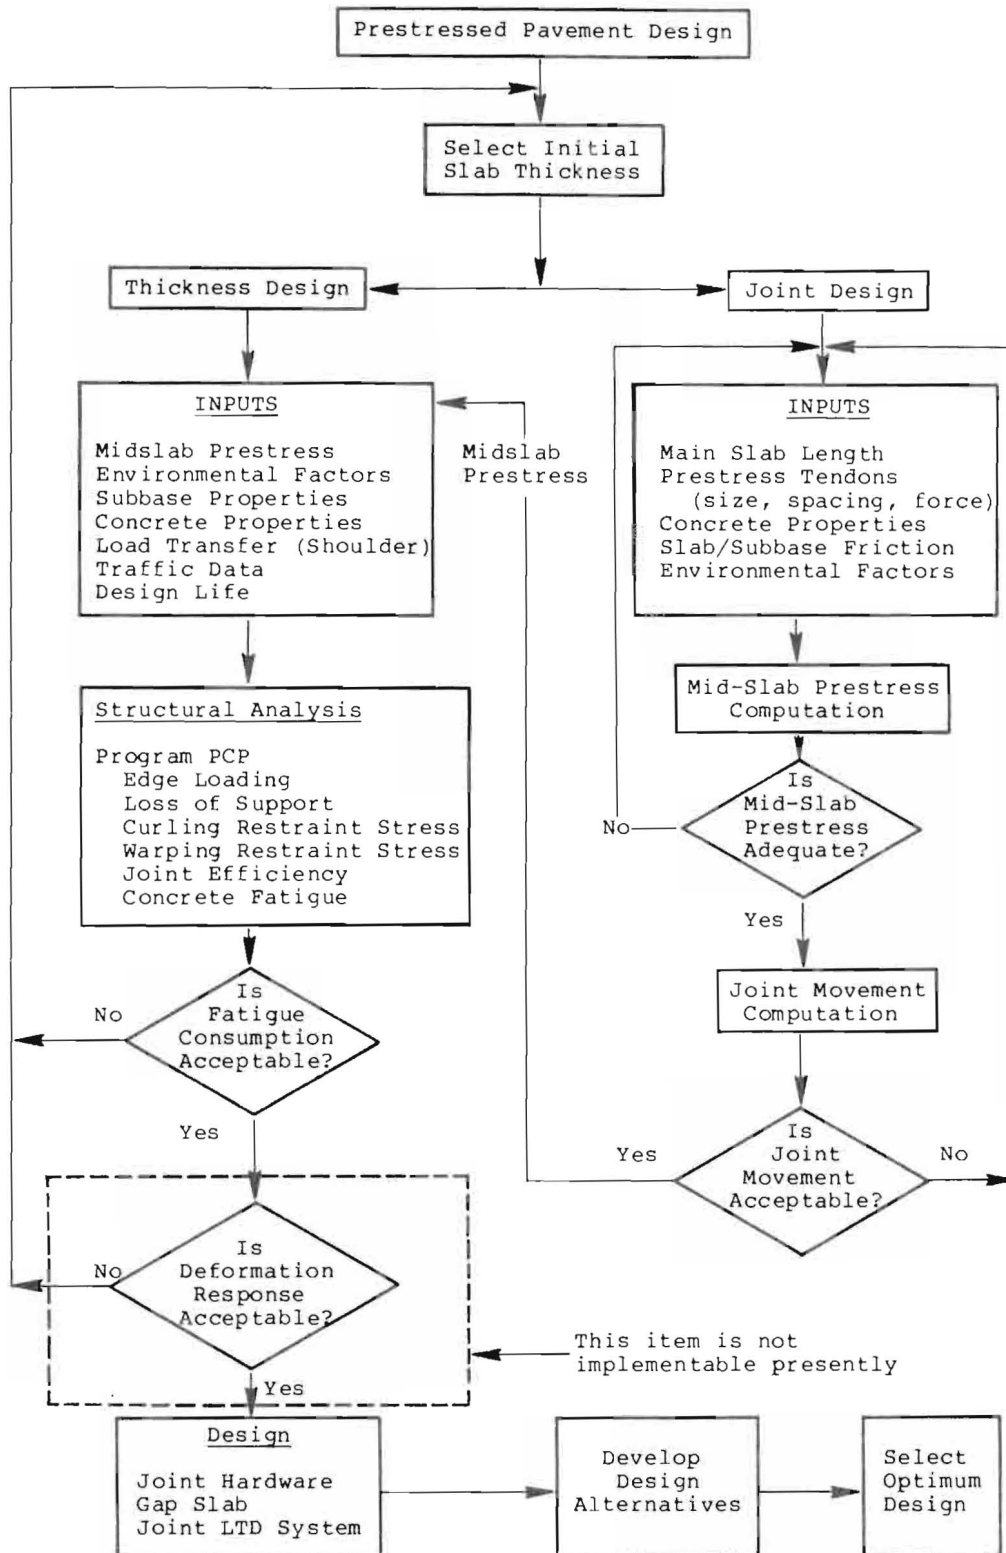 Prestressed Pavement Design
Select Initial
Slab Thickness
Thickness Design
Joint Design
INPUTS
Midslab Prestress
Environmental Factors
Subbase Properties
Concrete Properties
Load Transfer (Shoulder)
Traffic Data
Design Life
Midslab
Prestress
INPUTS
Main Slab Length
Prestress Tendons
(size, spacing, force)
Concrete Properties
Slab/Subbase Friction
Environmental Factors
Structural Analysis
Program PCP
Edge Loading
Loss of Support
Curling Restraint Stress
Warping Restraint Stress
Joint Efficiency
Concrete Fatigue
Mid-Slab Prestress
Computation
Is
Mid-Slab
Prestress
Adequate?
No
Yes
Joint Movement
Computation
Is
Fatigue
Consumption
Acceptable?
No
Yes
Is
Joint
Movement
Acceptable?
Yes
No
Is
Deformation
Response
Acceptable?
No
Yes
This item is not
implementable presently
Design
Joint Hardware
Gap Slab
Joint LTD System
Develop
Design
Alternatives
Select
Optimum
Design